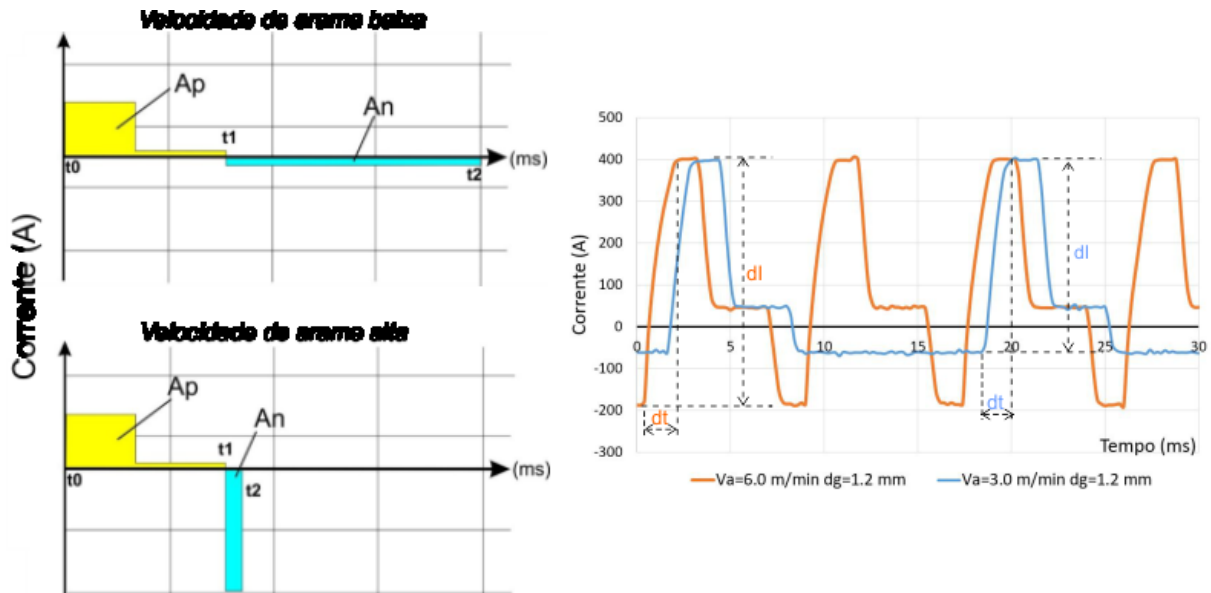 Velocidade de arame baixa
Ap
An
t1
t0
t2
(ms)
Corrente (A)
Velocidade de arame alta
Ap
An
t1
t0
t2
(ms)
500
400
300
200
100
0
-100
-200
-300
Corrente (A)
0
5
10
15
20
25
30
dI
dI
dt
dt
Tempo (ms)
Va=6.0 m/min dg=1.2 mm
Va=3.0 m/min dg=1.2 mm